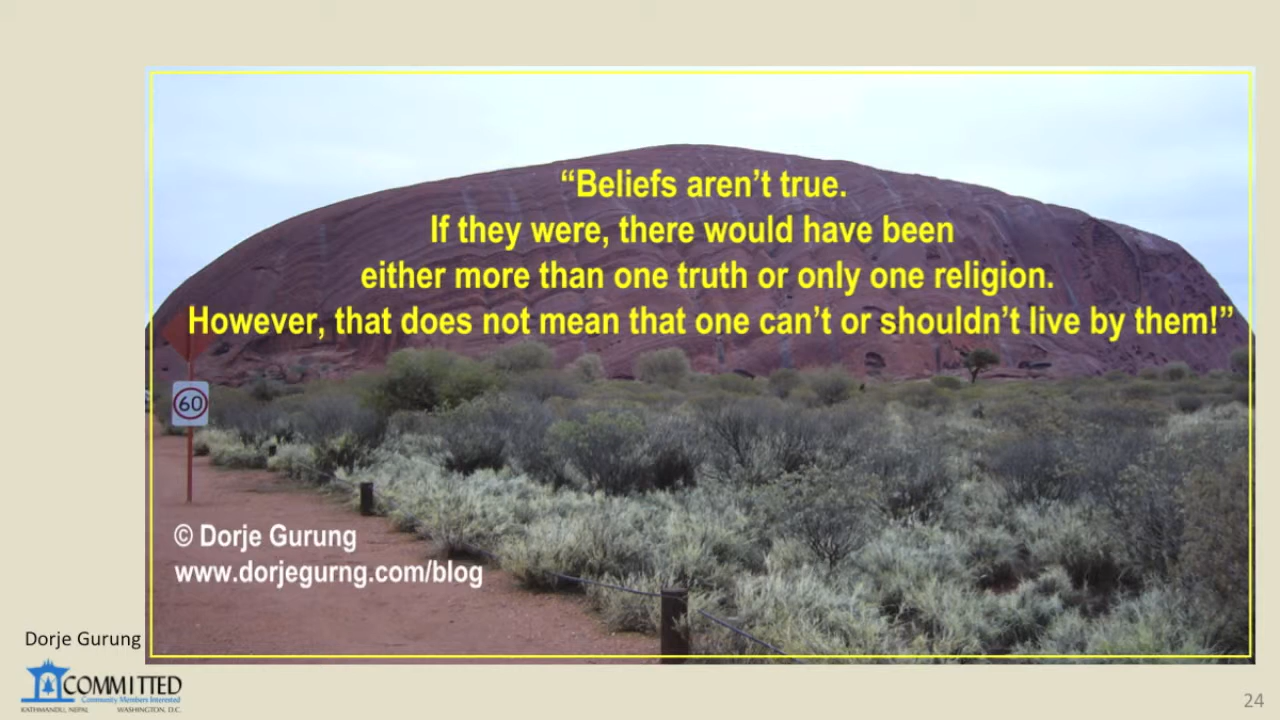 “Beliefs aren’t true.
If they were, there would have been
either more than one truth or only one religion.
However, that does not mean that one can’t or shouldn’t live by them!”
60
© Dorje Gurung
www.dorjegurng.com/blog
Dorje Gurung
COMMITTED
Community Members Interested
KATHMANDU, NEPAL WASHINGTON, D.C.
24